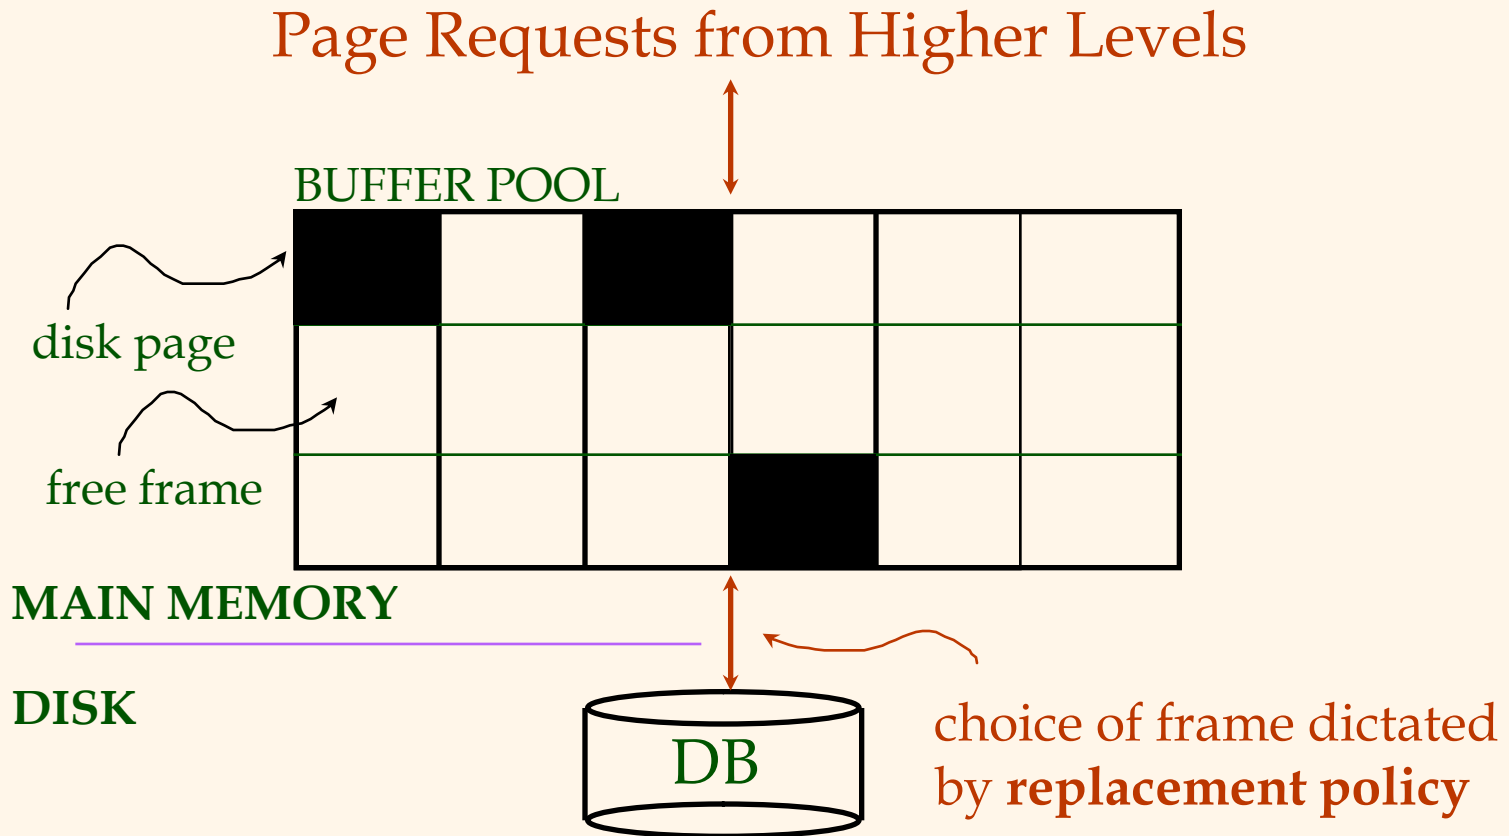 Page Requests from Higher Levels
BUFFER POOL
disk page
free frame
MAIN MEMORY
DISK
DB
choice of frame dictated
by replacement policy